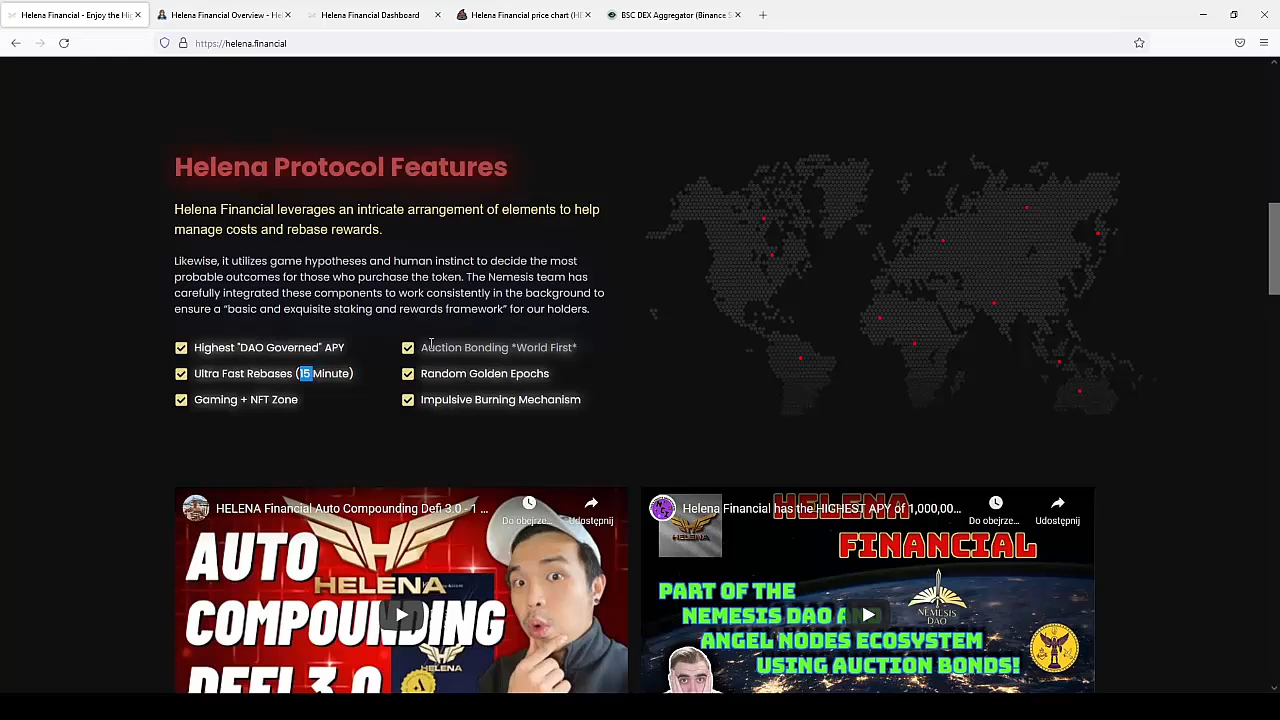 Helena Financial - Enjoy the Hig
Helena Financial Overview - Hel
Helena Financial Dashboard
Helena Financial price chart (HE
BSC DEX Aggregator (Binance S
https://helena.financial
Helena Protocol Features
Helena Financial leverages an intricate arrangement of elements to help
manage costs and rebase rewards.
Likewise, it utilizes game hypotheses and human instinct to decide the most
probable outcomes for those who purchase the token. The Nemesis team has
carefully integrated these components to work consistently in the background to
ensure a “basic and exquisite staking and rewards framework” for our holders.
Highest "DAO Governed" APY
Auction Bonding *World First*
Ultra Fast Rebases (15 Minute)
Random Golden Epochs
Gaming + NFT Zone
Impulsive Burning Mechanism
HELENA Financial Auto Compounding Defi 3.0 - 1 ...
Do obejrze...
Udostępnij
AUTO
HELENA
COMPOUNDING
DEFI 3.0
Helena Financial has the HIGHEST APY of 1,000,00...
Do obejrze...
Udostępnij
HELENA
FINANCIAL
PART OF THE
NEMESIS DAO AND
ANGEL NODES ECOSYSTEM
USING AUCTION BONDS!
NEMESIS
DAO